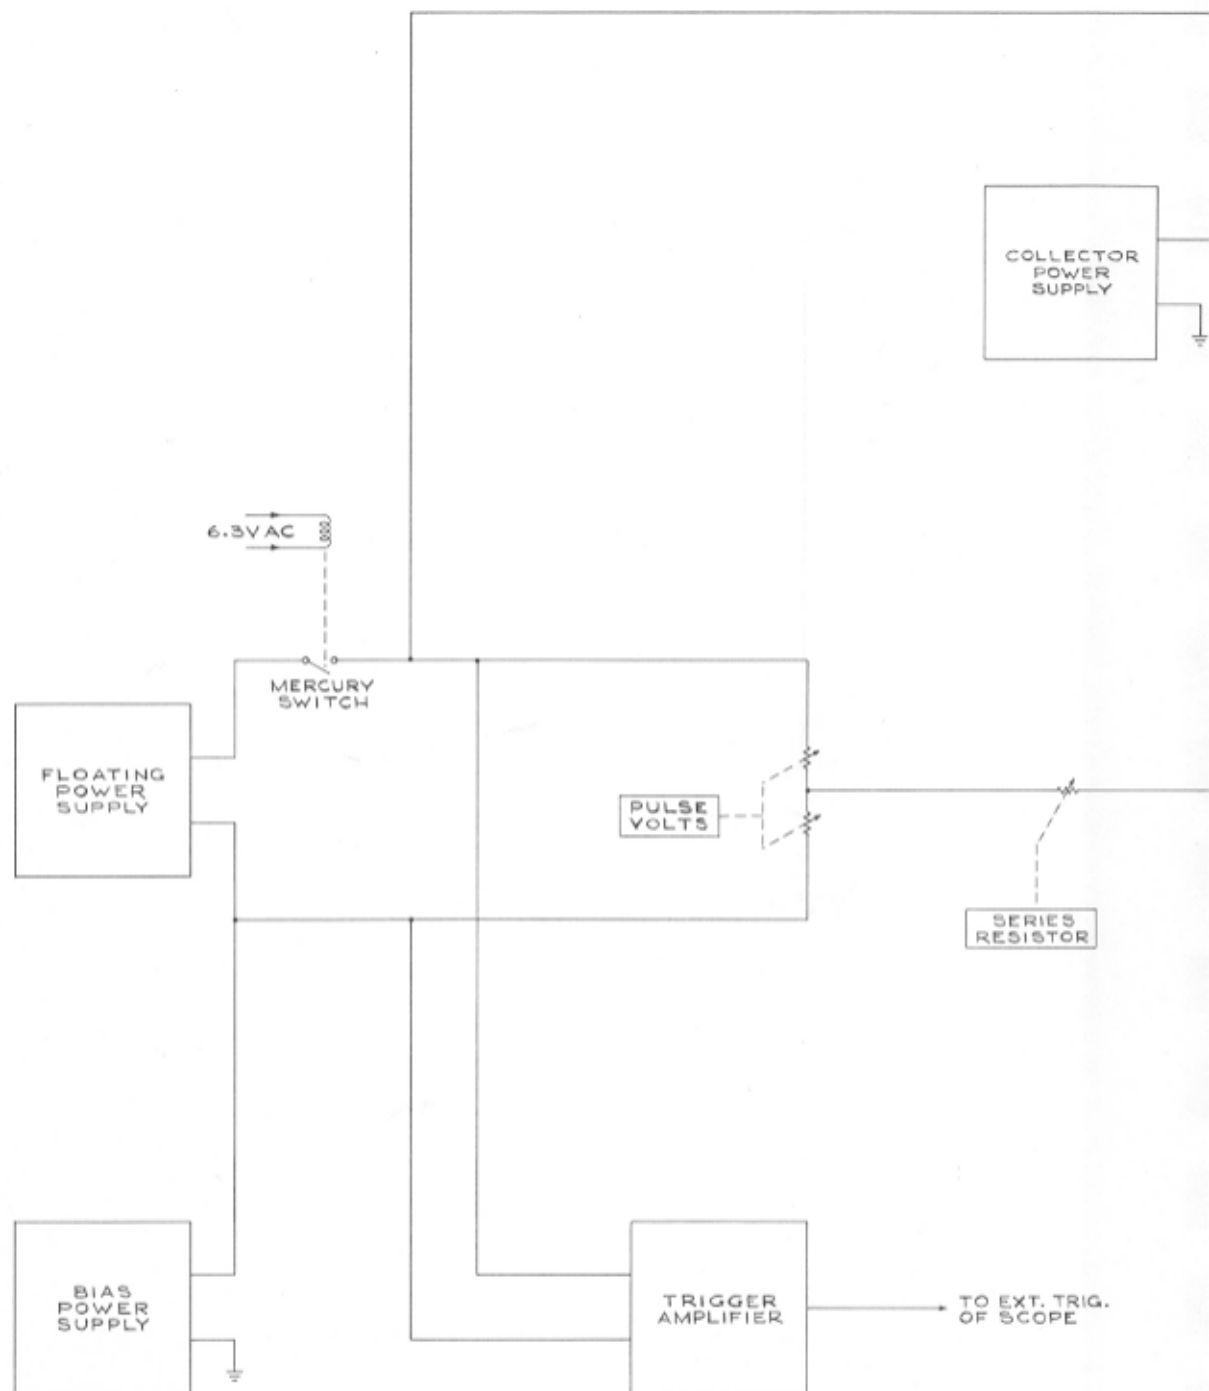 COLLECTOR
POWER
SUPPLY
6.3V AC
MERCURY
SWITCH
FLOATING
POWER
SUPPLY
PULSE
VOLTS
SERIES
RESISTOR
BIAS
POWER
SUPPLY
TRIGGER
AMPLIFIER
TO EXT. TRIG.
OF SCOPE